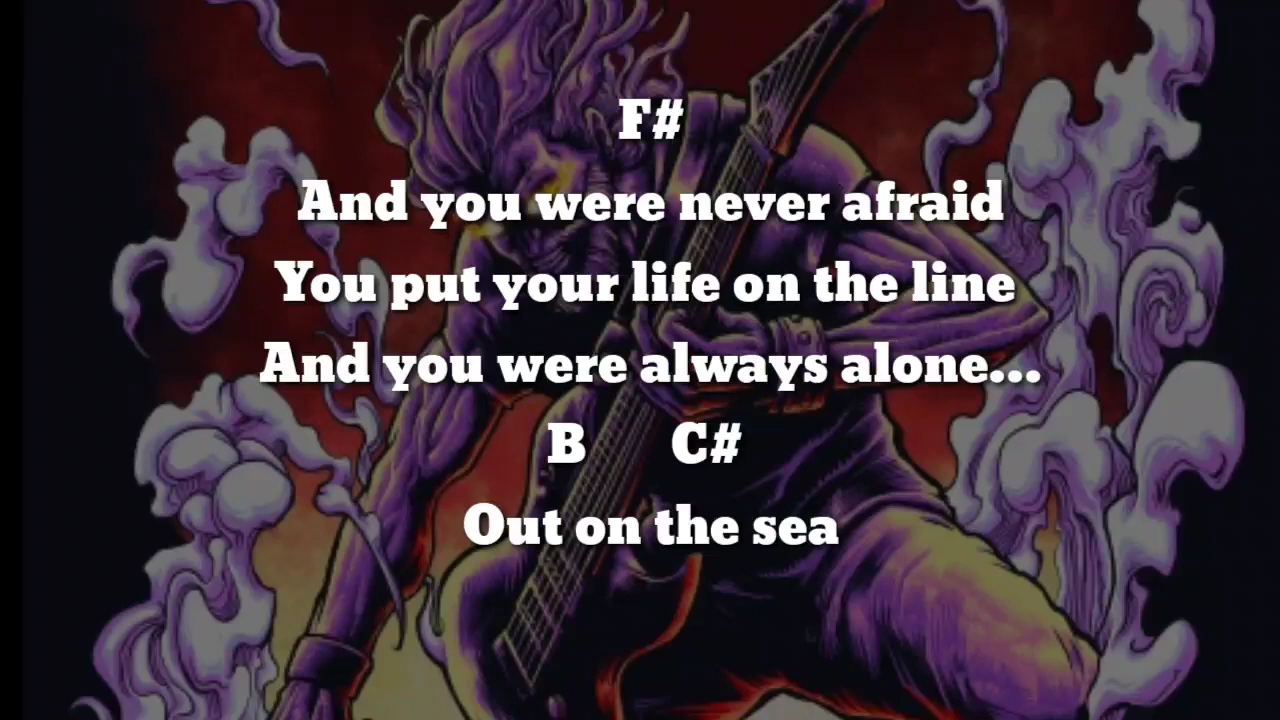 F#
And you were never afraid
You put your life on the line
And you were always alone...
B C#
Out on the sea